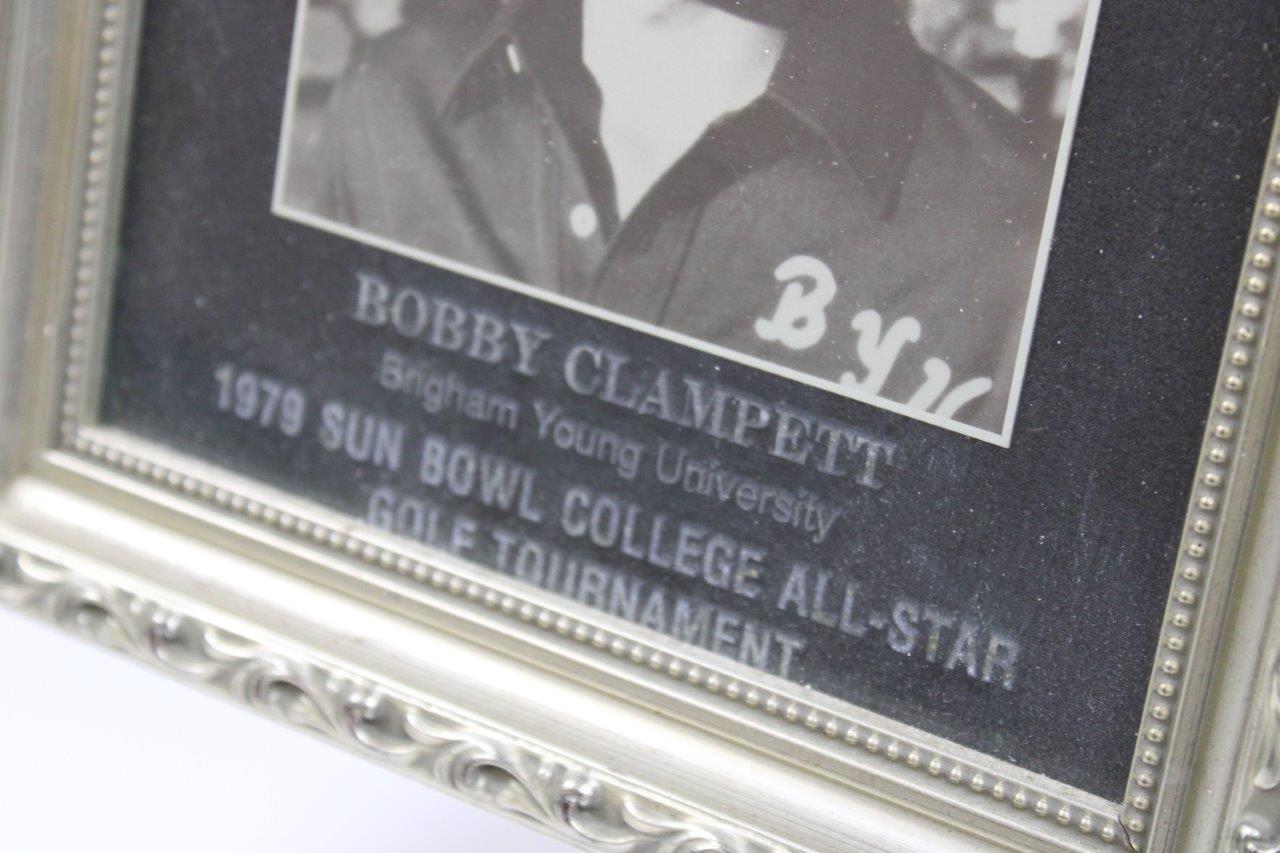 BYU
BOBBY CLAMPETT
Brigham Young University
1979 SUN BOWL COLLEGE ALL-STAR
GOLF TOURNAMENT